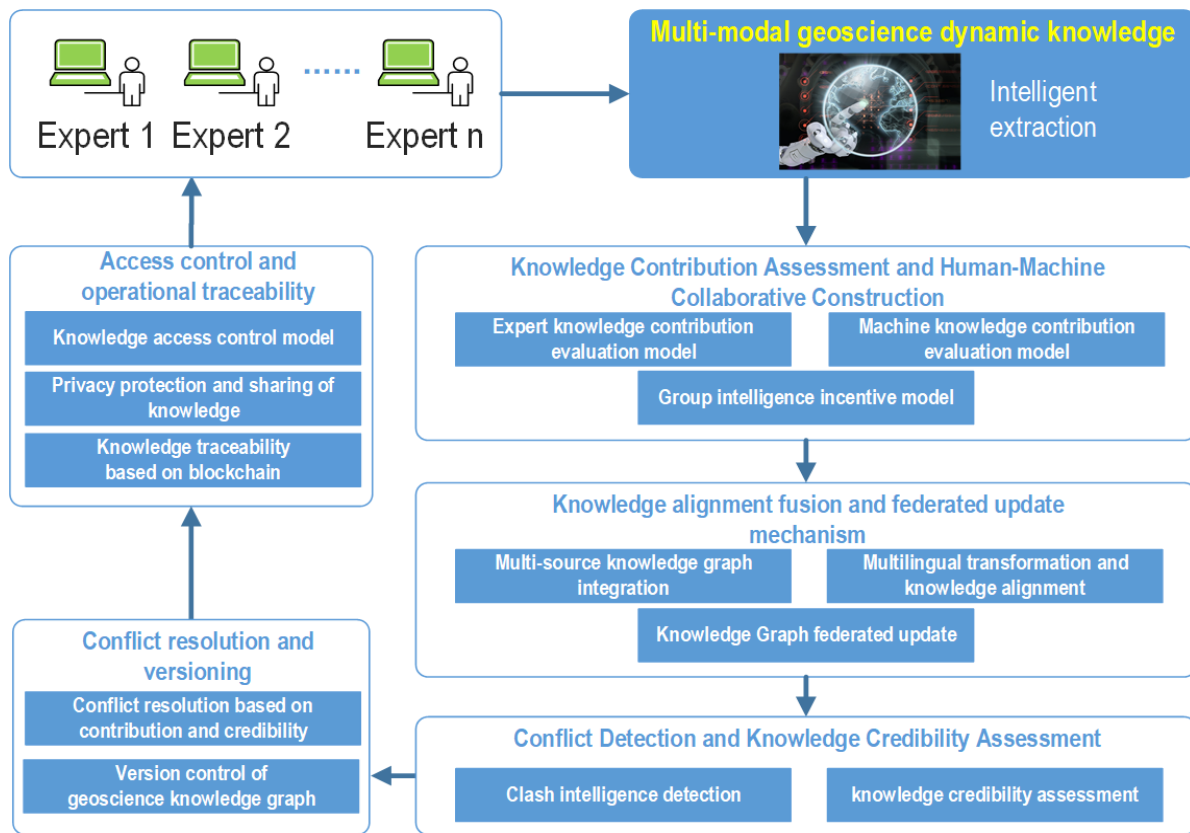 Expert 1
Expert 2
......
Expert n
Multi-modal geoscience dynamic knowledge
Intelligent
extraction
Access control and
operational traceability
Knowledge access control model
Privacy protection and sharing of
knowledge
Knowledge traceability
based on blockchain
Knowledge Contribution Assessment and Human-Machine
Collaborative Construction
Expert knowledge contribution
evaluation model
Machine knowledge contribution
evaluation model
Group intelligence incentive model
Knowledge alignment fusion and federated update
mechanism
Multi-source knowledge graph
integration
Multilingual transformation and
knowledge alignment
Knowledge Graph federated update
Conflict resolution and
versioning
Conflict resolution based on
contribution and credibility
Version control of
geoscience knowledge graph
Conflict Detection and Knowledge Credibility Assessment
Clash intelligence detection
knowledge credibility assessment